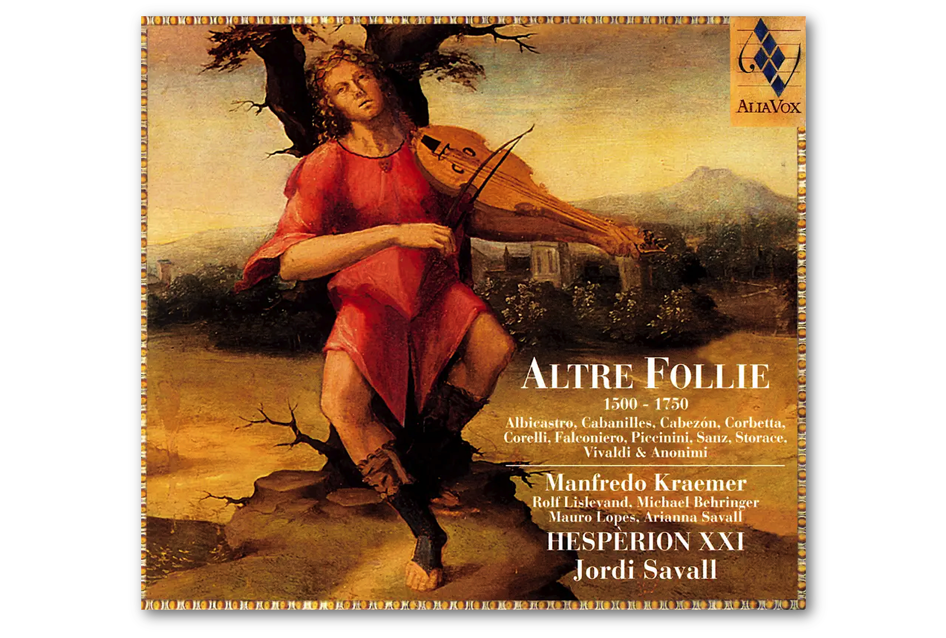 ALIAVOX
ALTRE FOLLIE
1500 - 1750
Albicastro, Cabanilles, Cabezón, Corbetta,
Corelli, Falconiero, Piccinini, Sanz, Storace,
Vivaldi & Anonimi
Manfredo Kraemer
Rolf Lislevand, Michael Behringer
Mauro Lopes, Arianna Savall
HESPÈRION XXI
Jordi Savall